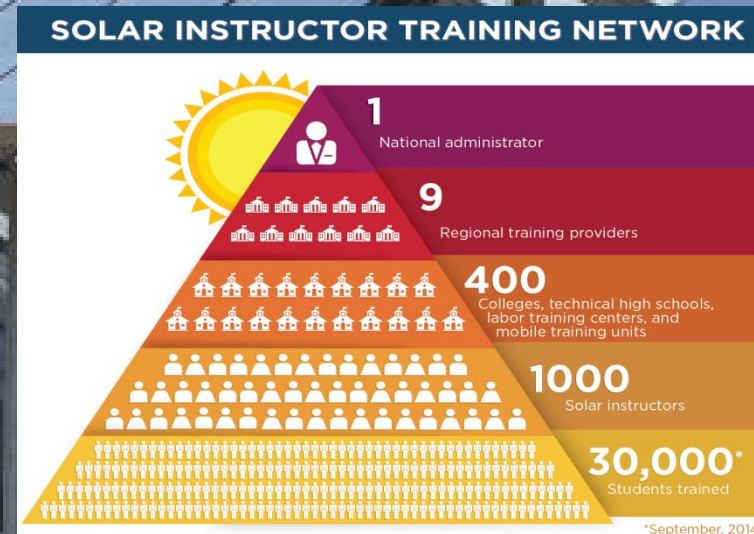 SOLAR INSTRUCTOR TRAINING NETWORK
1
National administrator
9
Regional training providers
400
Colleges, technical high schools,
labor training centers, and
mobile training units
1000
Solar instructors
30,000*
Students trained
*September, 2014